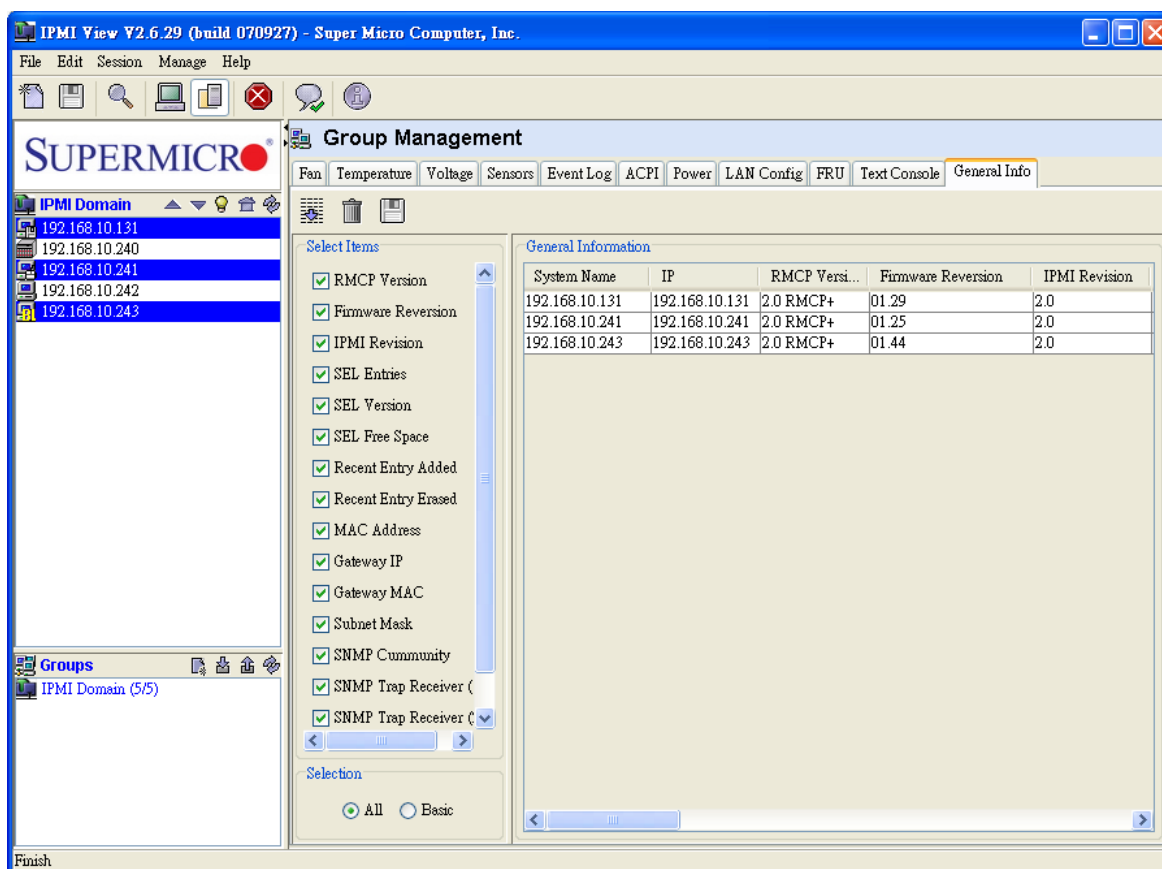 IPMI View V2.6.29 (build 070927) - Super Micro Computer, Inc.
File Edit Session Manage Help
SUPERMICRO®
Group Management
Fan Temperature Voltage Sensors Event Log ACPI Power LAN Config FRU Text Console General Info
IPMI Domain
192.168.10.131
192.168.10.240
192.168.10.241
192.168.10.242
192.168.10.243
Groups
IPMI Domain (5/5)
Select Items
RMCP Version
Firmware Reversion
IPMI Revision
SEL Entries
SEL Version
SEL Free Space
Recent Entry Added
Recent Entry Erased
MAC Address
Gateway IP
Gateway MAC
Subnet Mask
SNMP Cummunity
SNMP Trap Receiver (
SNMP Trap Receiver (
Selection
All Basic
General Information
System Name IP RMCP Versi... Firmware Reversion IPMI Revision
192.168.10.131 192.168.10.131 2.0 RMCP+ 01.29 2.0
192.168.10.241 192.168.10.241 2.0 RMCP+ 01.25 2.0
192.168.10.243 192.168.10.243 2.0 RMCP+ 01.44 2.0
Finish